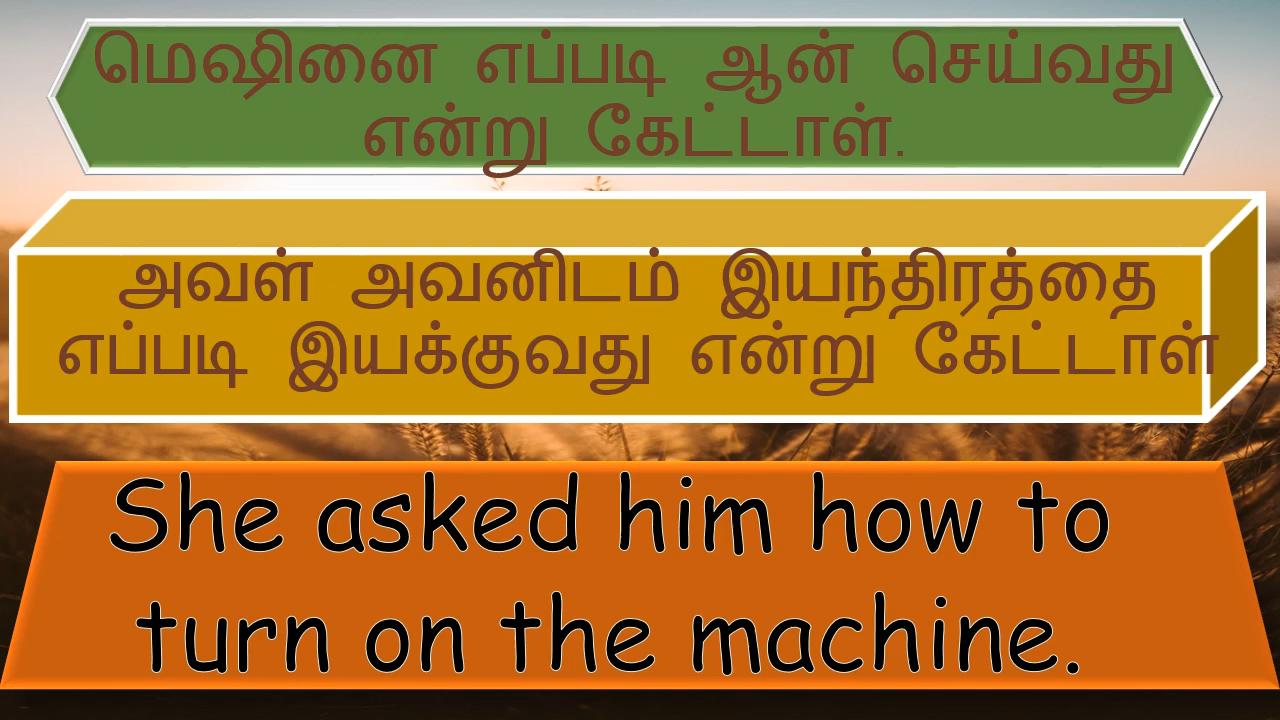 மெஷினை எப்படி ஆன் செய்வது
என்று கேட்டாள்.
அவள் அவனிடம் இயந்திரத்தை
எப்படி இயக்குவது என்று கேட்டாள்
She asked him how to
turn on the machine.